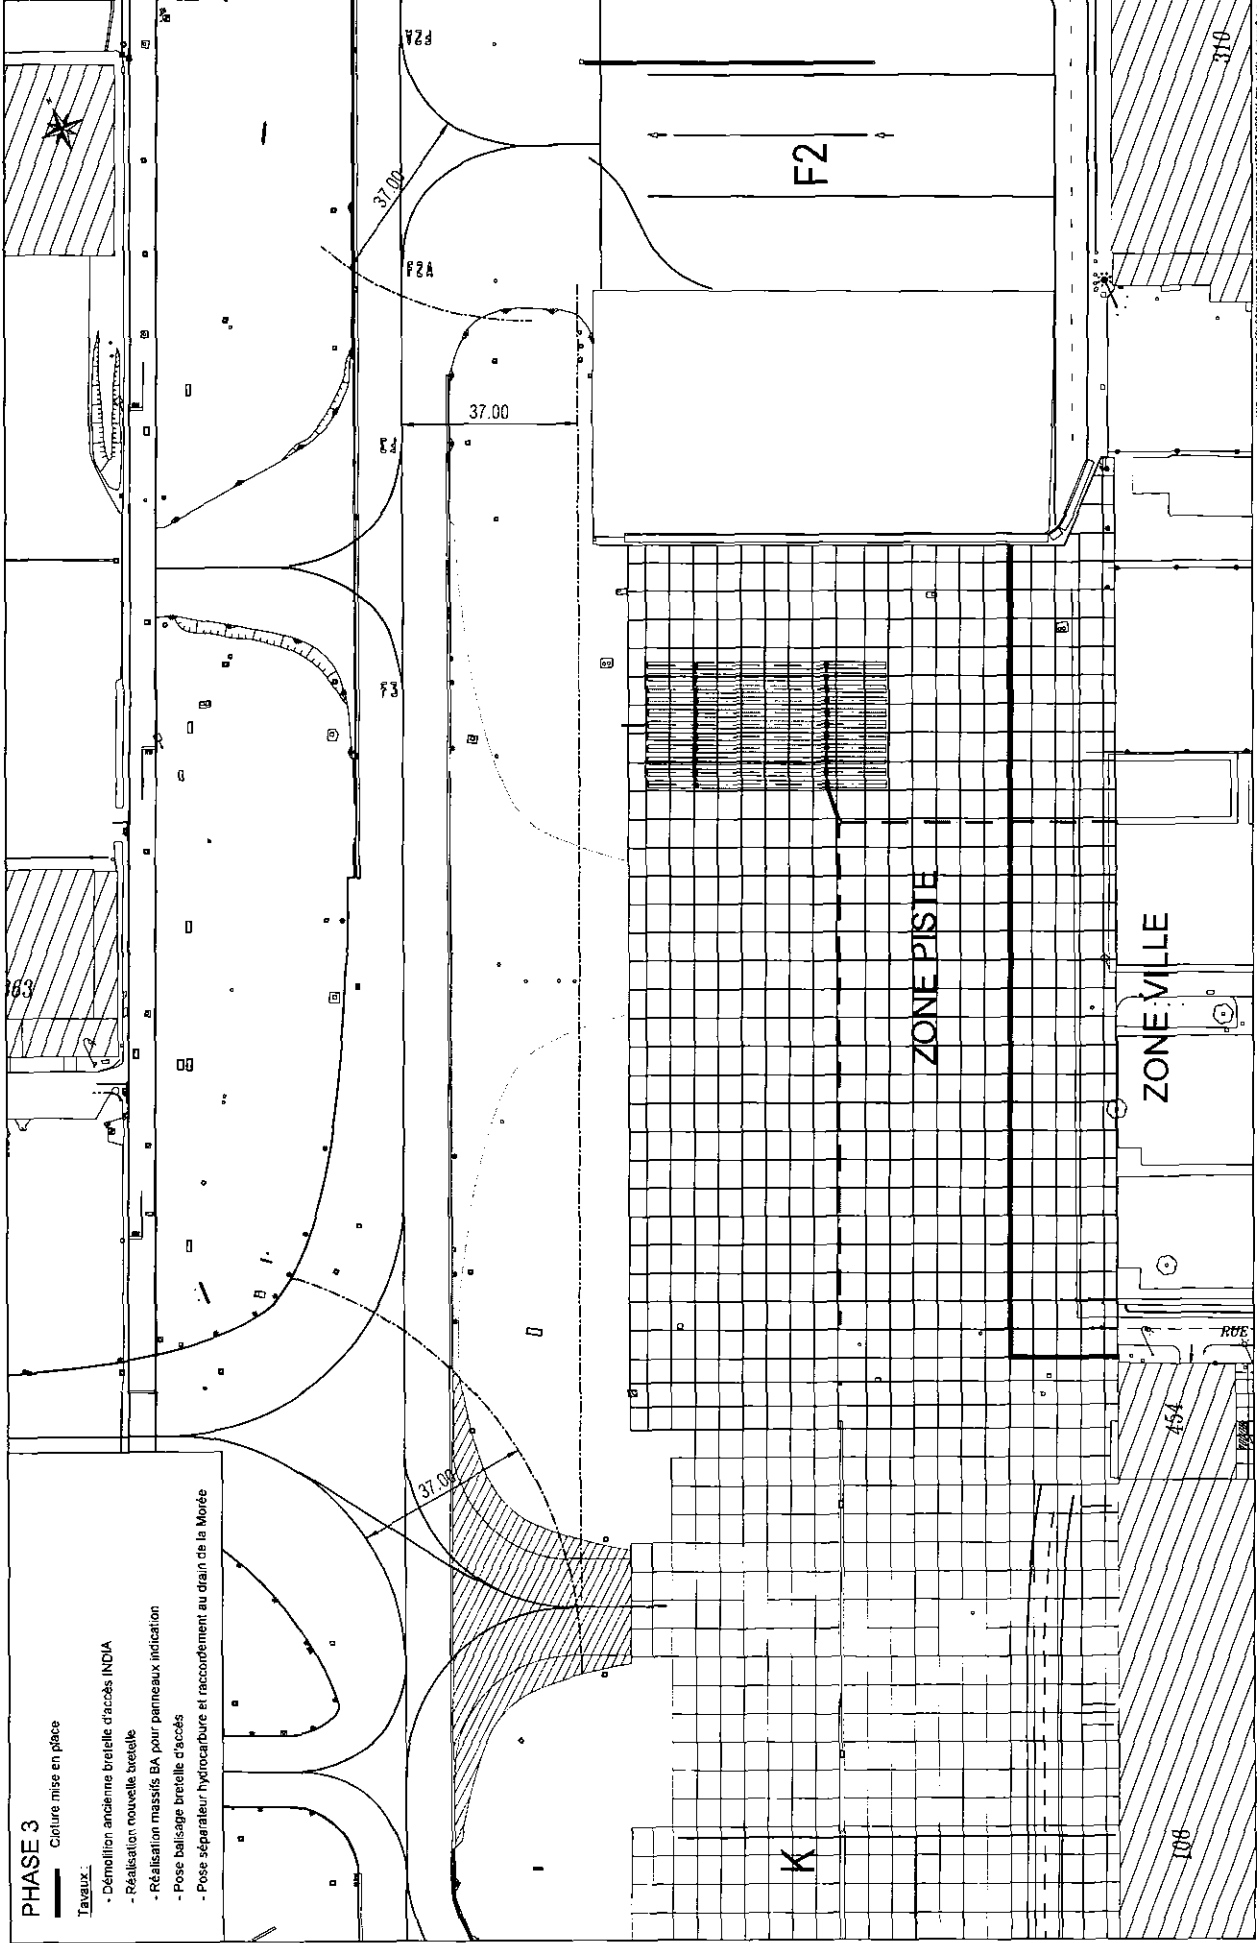 PHASE 3
Cloture mise en place
Tavaux :
- Démolition ancienne bretelle d'accès INDIA
- Réalisation nouvelle bretelle
- Réalisation massifs BA pour panneaux indication
- Pose balisage bretelle d'accès
- Pose séparateur hydrocarbure et raccordement au drain de la Morée
363
F2A
F2A
F3
F3
37.00
37.00
37.00
F2
K
ZONE PISTE
ZONE VILLE
RUE
310
454
108